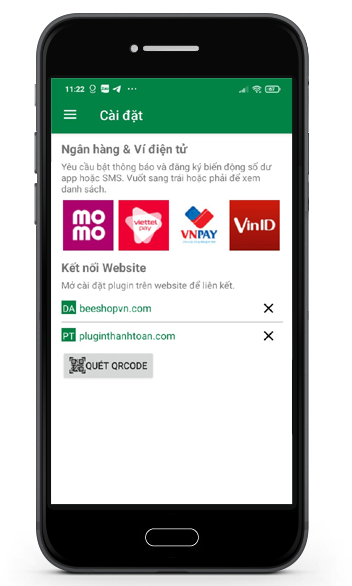 11:22
Cài đặt
Ngân hàng & Ví điện tử
Yêu cầu bật thông báo và đăng ký biến động số dư
app hoặc SMS. Vuốt sang trái hoặc phải để xem
danh sách.
mo
mo
viettel
pay
VNPAY
VinID
Kết nối Website
Mở cài đặt plugin trên website để liên kết.
DA beeshopvn.com
PT pluginthanhtoan.com
QUÉT QRCODE